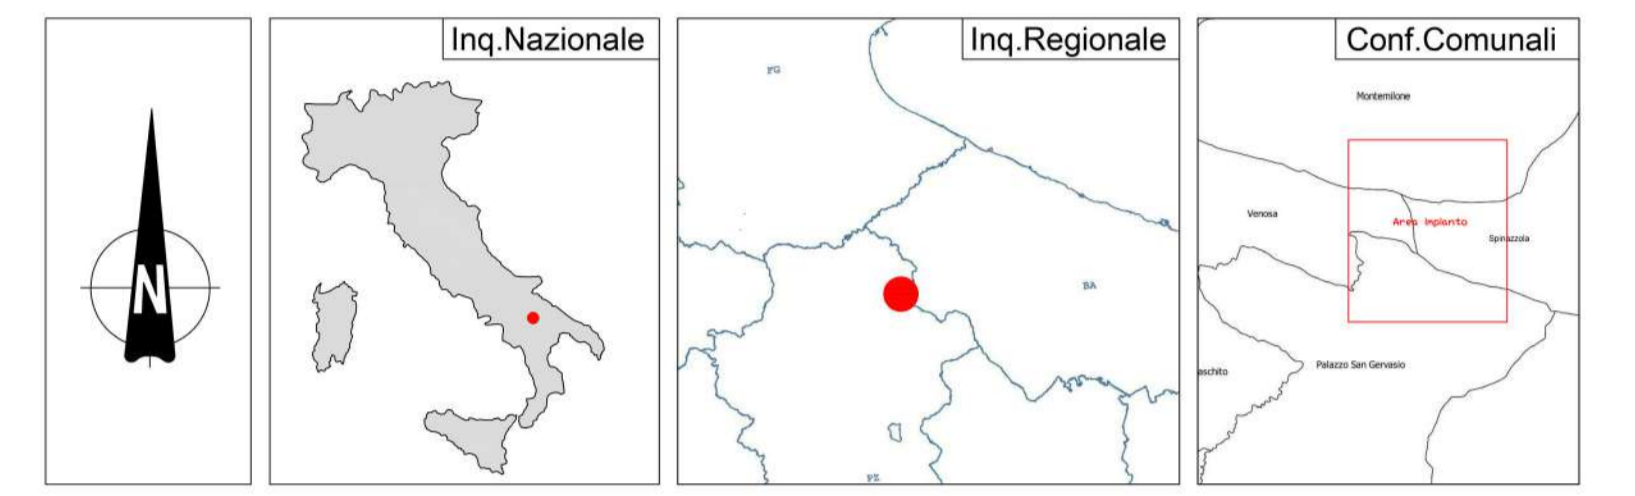 N
Inq.Nazionale
Inq.Regionale
FG
BA
PZ
Conf.Comunali
Montemilone
Venosa
Area Impianto
Spinazzola
aschito
Palazzo San Gervasio